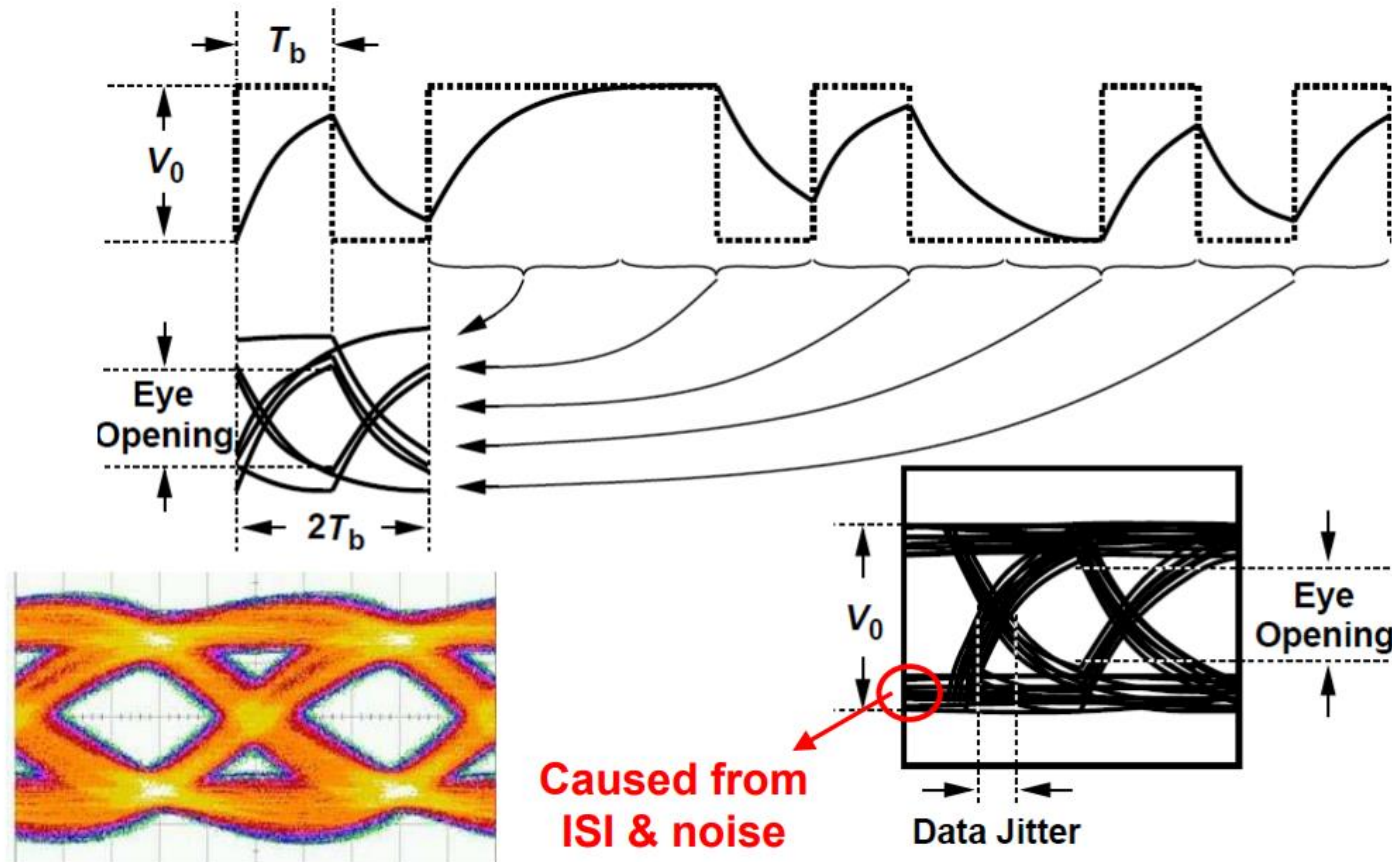 T_b
V_0
Eye
Opening
2T_b
V_0
Eye
Opening
Caused from
ISI & noise
Data Jitter